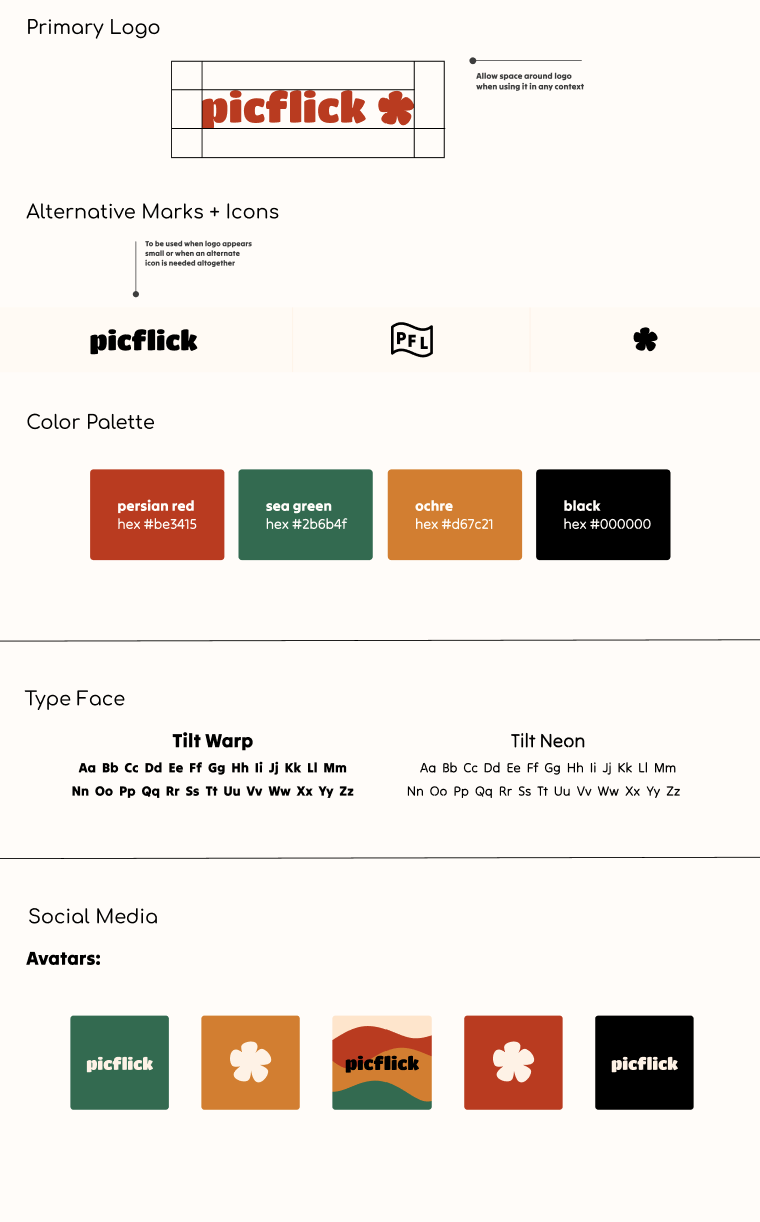 Primary Logo
picflick
Allow space around logo
when using it in any context
Alternative Marks + Icons
To be used when logo appears
small or when an alternate
icon is needed altogether
picflick
PFL
Color Palette
persian red
hex #be3415
sea green
hex #2b6b4f
ochre
hex #d67c21
black
hex #000000
Type Face
Tilt Warp
Aa Bb Cc Dd Ee Ff Gg Hh Ii Jj Kk Ll Mm
Nn Oo Pp Qq Rr Ss Tt Uu Vv Ww Xx Yy Zz
Tilt Neon
Aa Bb Cc Dd Ee Ff Gg Hh Ii Jj Kk Ll Mm
Nn Oo Pp Qq Rr Ss Tt Uu Vv Ww Xx Yy Zz
Social Media
Avatars:
picflick
picflick
picflick